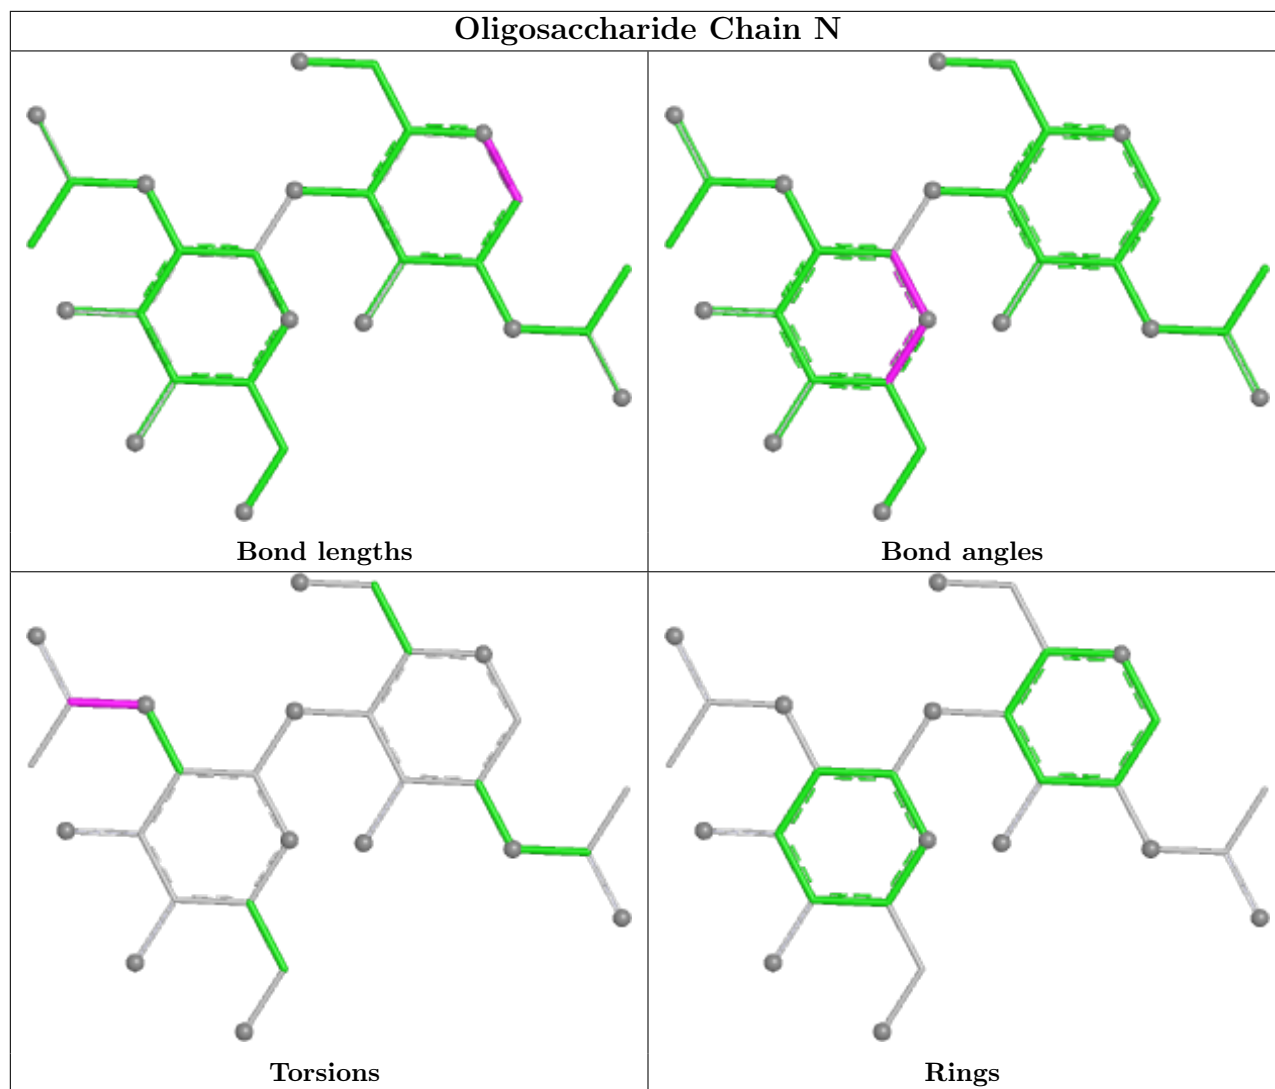 Oligosaccharide Chain N
Bond lengths
Bond angles
Torsions
Rings